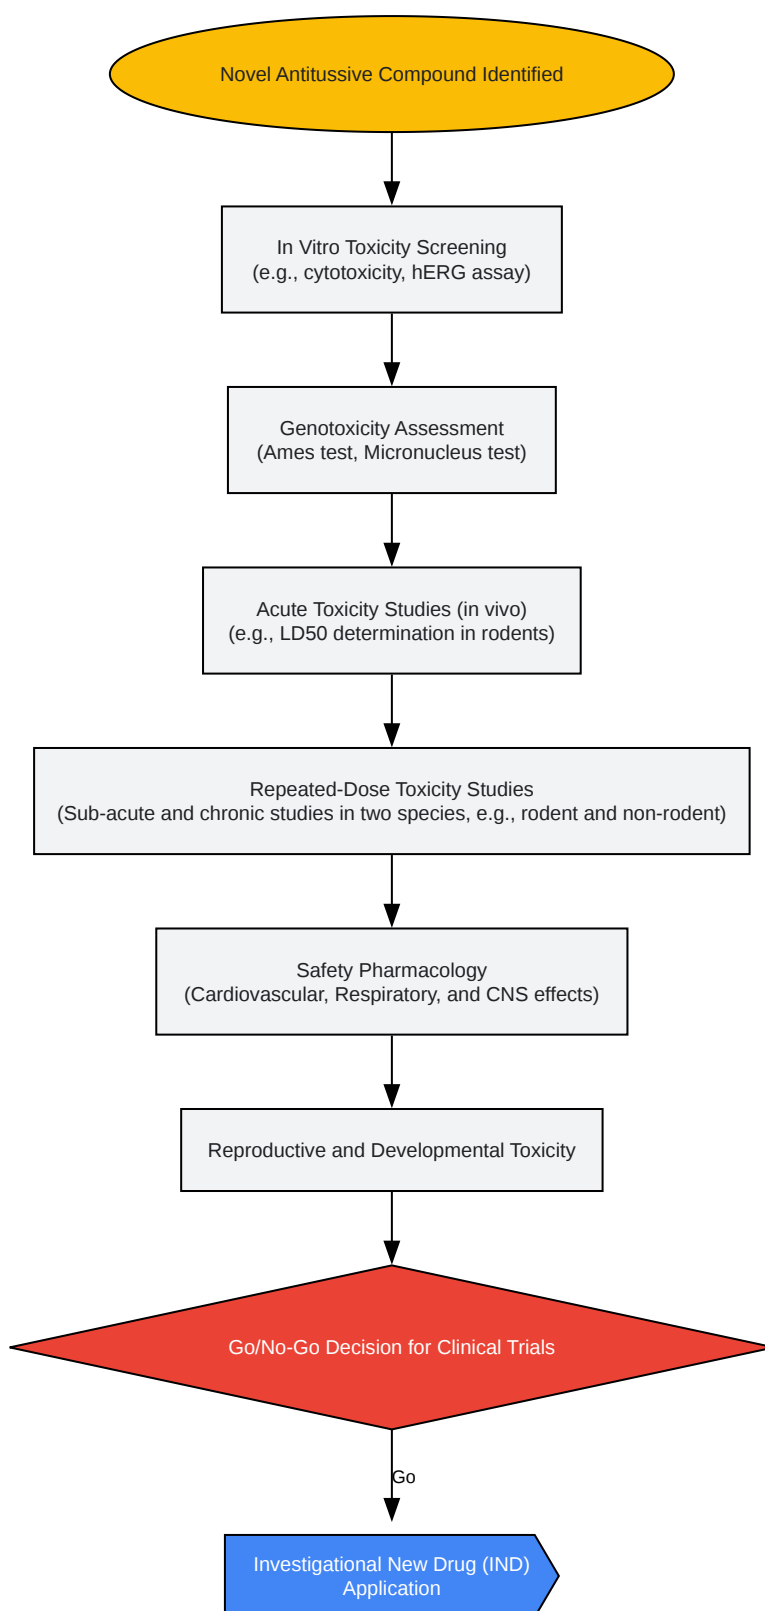 Novel Antitussive Compound Identified
In Vitro Toxicity Screening
(e.g., cytotoxicity, hERG assay)
Genotoxicity Assessment
(Ames test, Micronucleus test)
Acute Toxicity Studies (in vivo)
(e.g., LD50 determination in rodents)
Repeated-Dose Toxicity Studies
(Sub-acute and chronic studies in two species, e.g., rodent and non-rodent)
Safety Pharmacology
(Cardiovascular, Respiratory, and CNS effects)
Reproductive and Developmental Toxicity
Go/No-Go Decision for Clinical Trials
Go
Investigational New Drug (IND)
Application